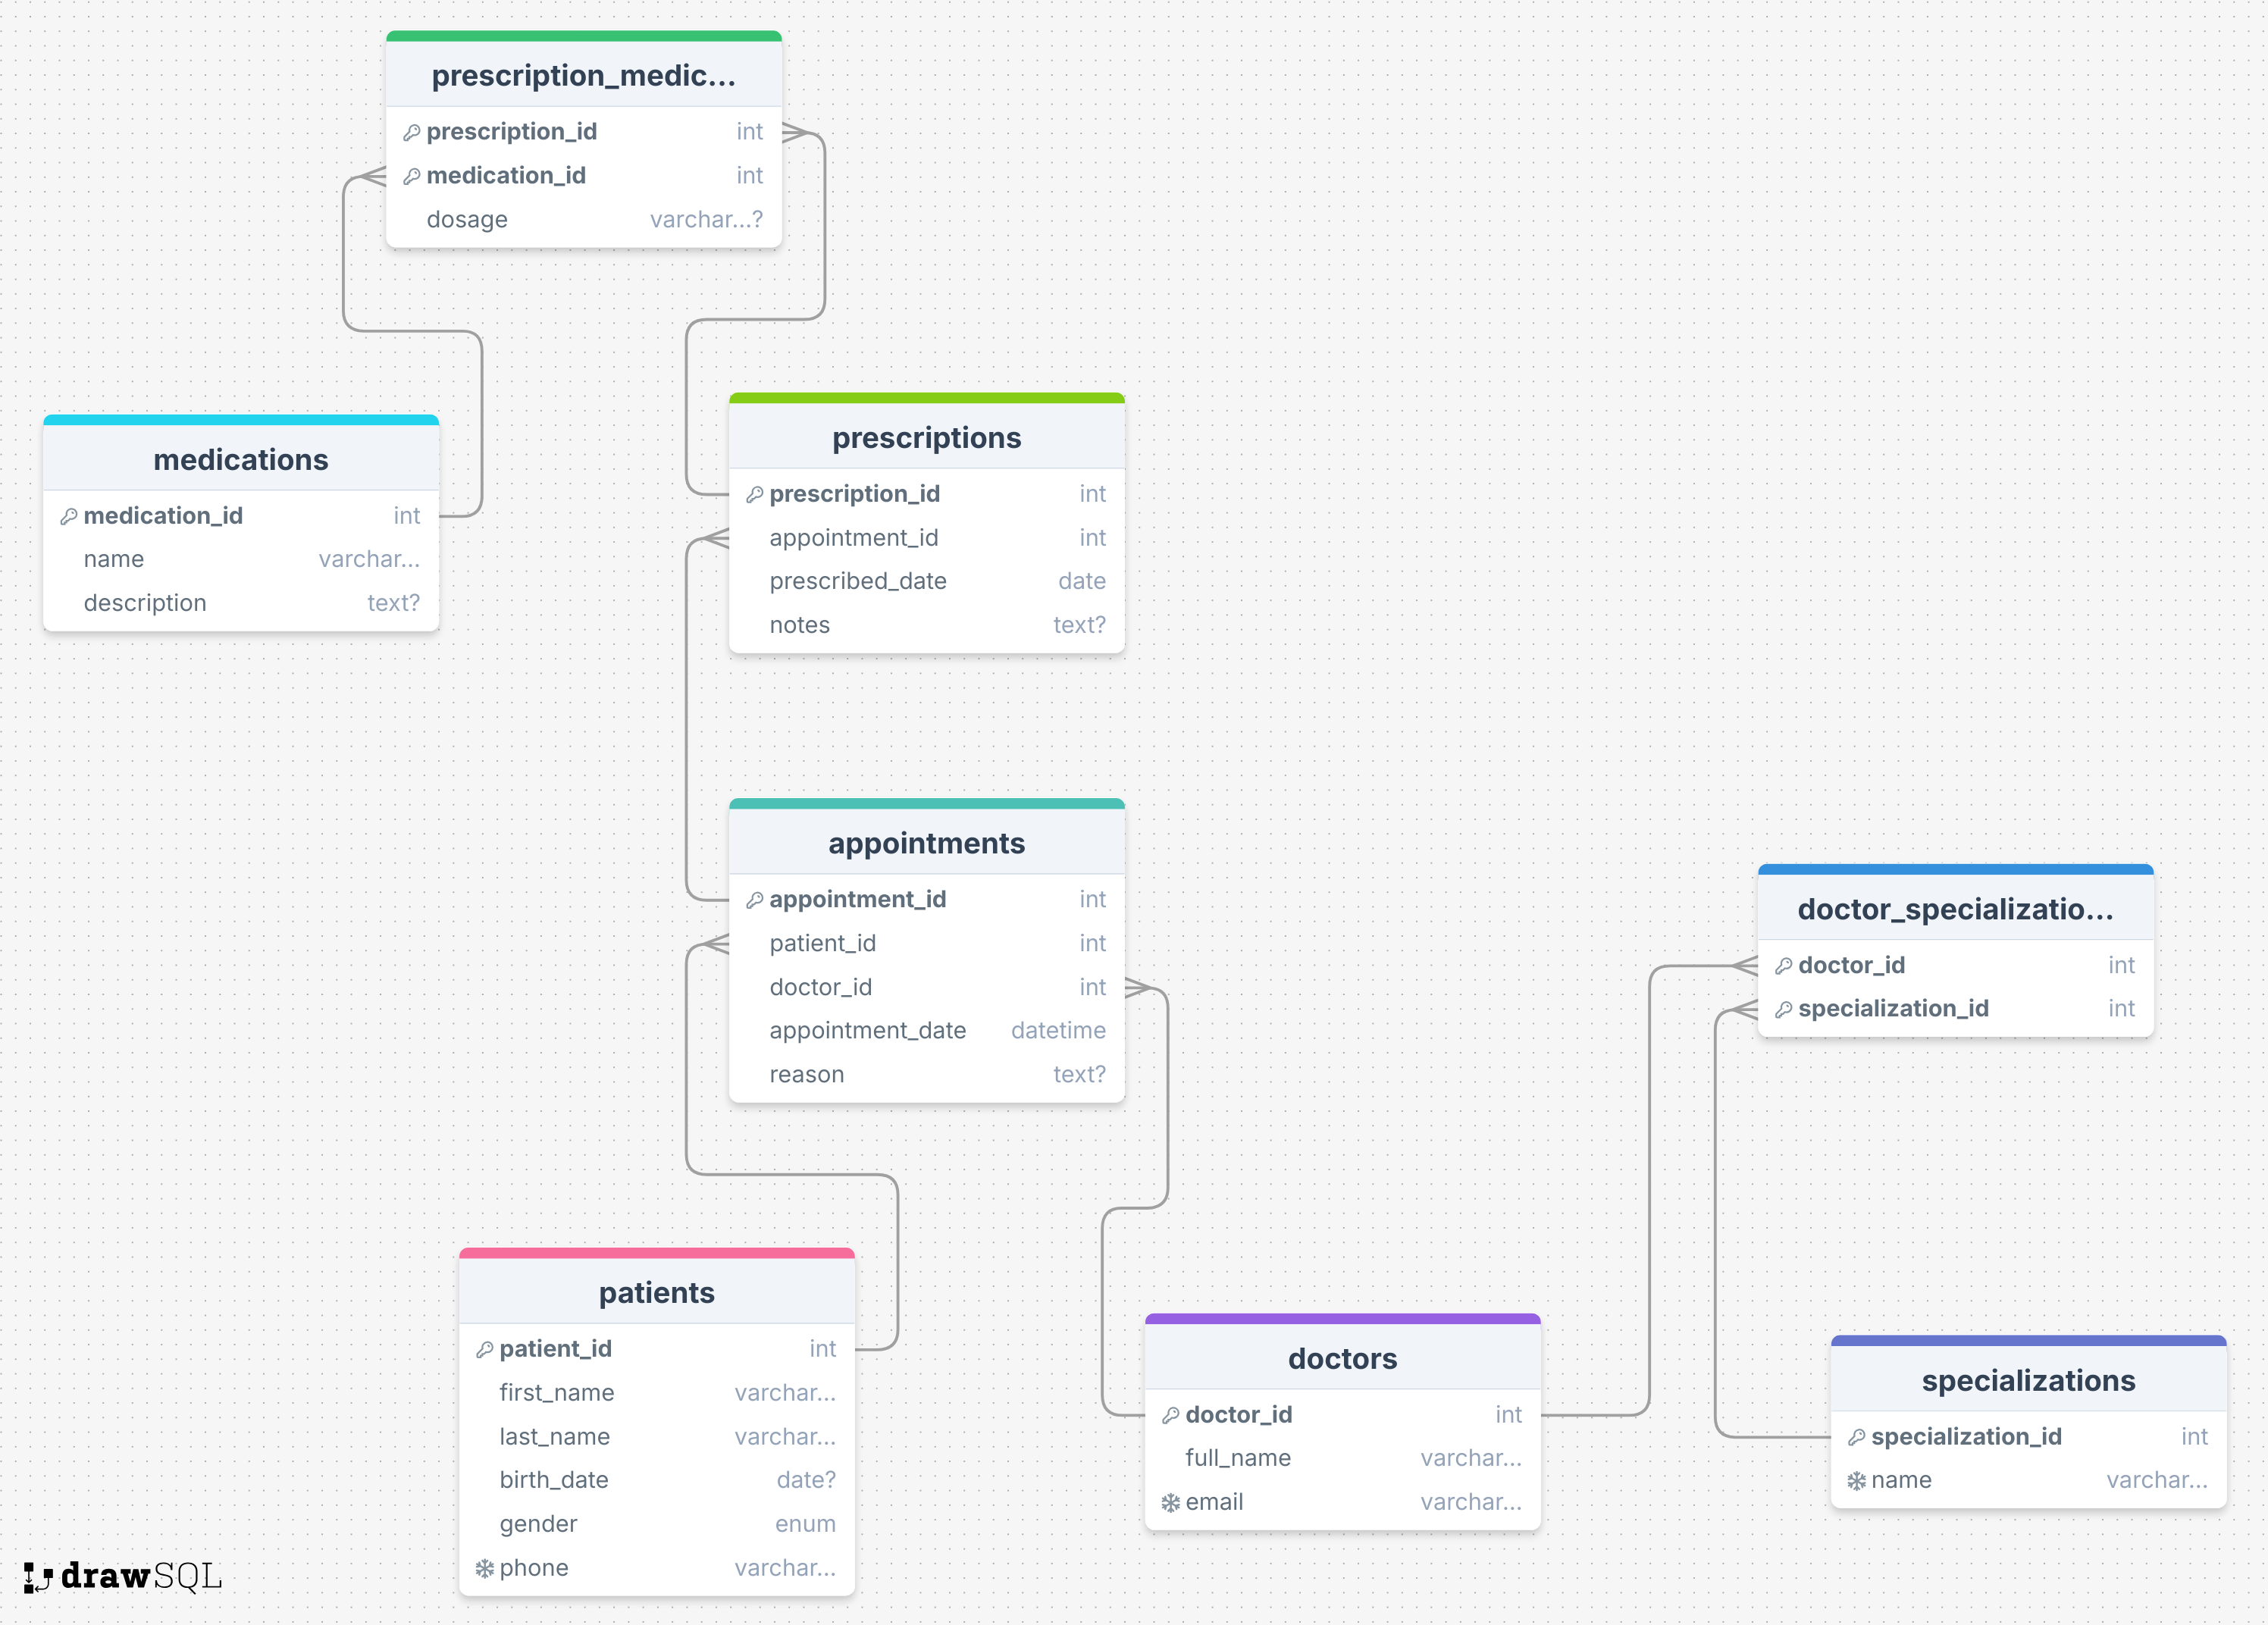 prescription_medic...
prescription_id int
medication_id int
dosage varchar...?
medications
medication_id int
name varchar...
description text?
prescriptions
prescription_id int
appointment_id int
prescribed_date date
notes text?
appointments
appointment_id int
patient_id int
doctor_id int
appointment_date datetime
reason text?
doctor_specializatio...
doctor_id int
specialization_id int
patients
patient_id int
first_name varchar...
last_name varchar...
birth_date date?
gender enum
phone varchar...
doctors
doctor_id int
full_name varchar...
email varchar...
specializations
specialization_id int
name varchar...
drawSQL